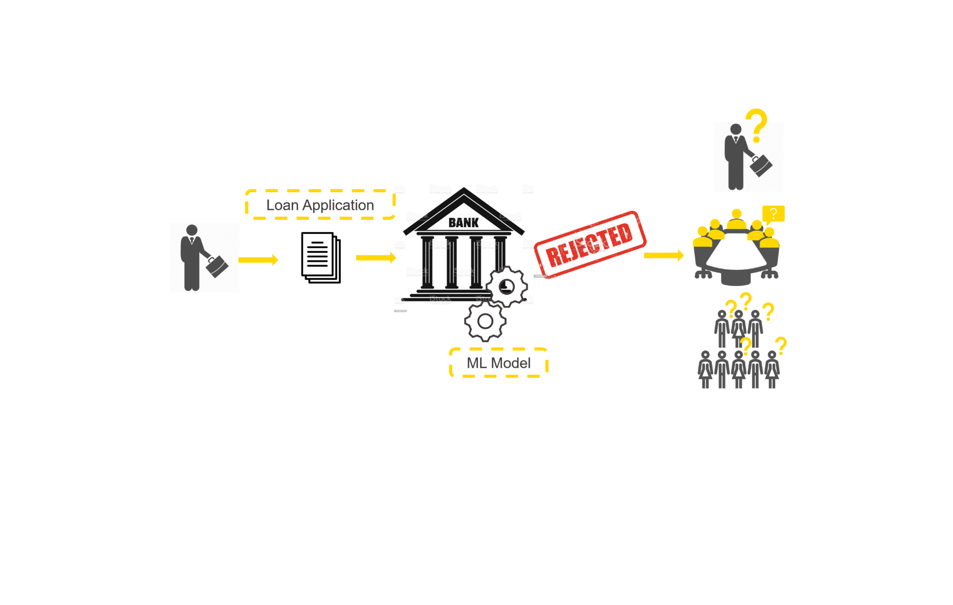 Loan Application
BANK
REJECTED
ML Model
?
?
? ? ?
? ?